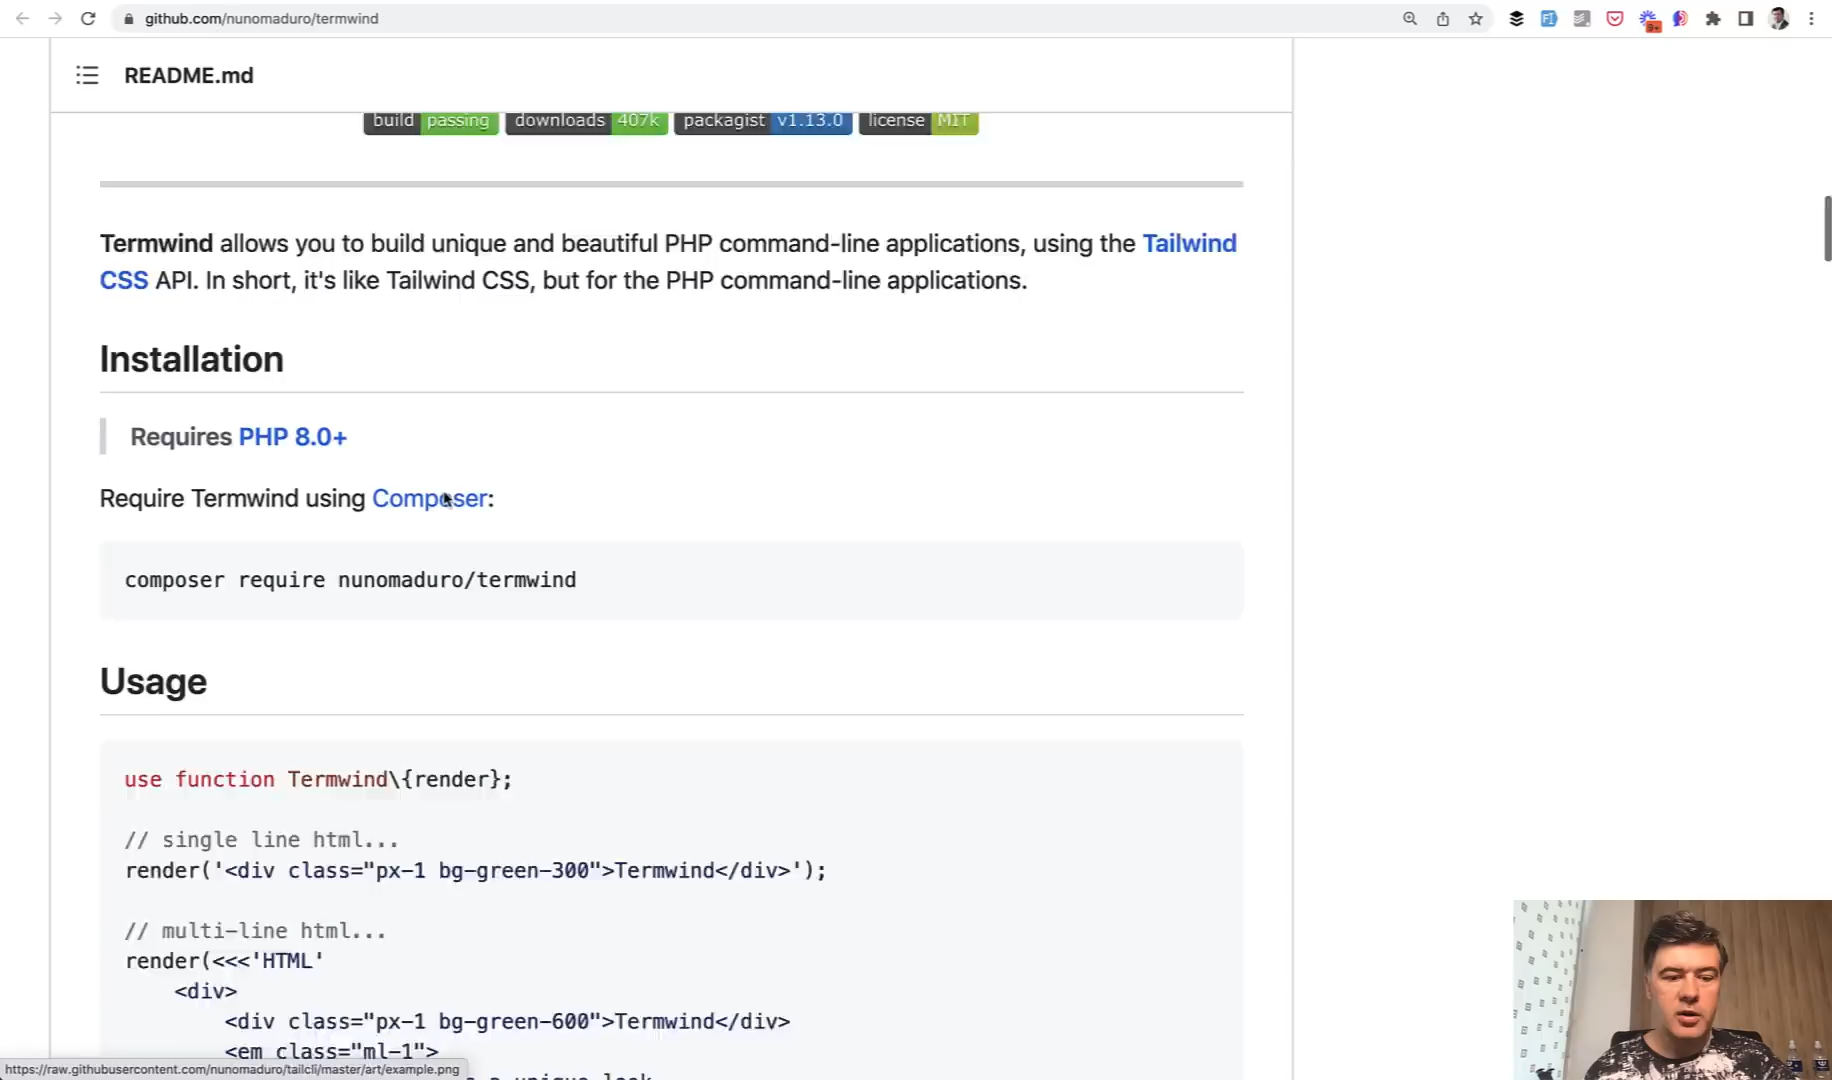 github.com/nunomaduro/termwind
README.md
build passing downloads 407k packagist v1.13.0 license MIT
Termwind allows you to build unique and beautiful PHP command-line applications, using the Tailwind
CSS API. In short, it's like Tailwind CSS, but for the PHP command-line applications.
Installation
Requires PHP 8.0+
Require Termwind using Composer:
composer require nunomaduro/termwind
Usage
use function Termwind\{render};
// single line html...
render('<div class="px-1 bg-green-300">Termwind</div>');
// multi-line html...
render(<<<'HTML'
<div>
<div class="px-1 bg-green-600">Termwind</div>
<em class="ml-1">
https://raw.githubusercontent.com/nunomaduro/tailcli/master/art/example.png